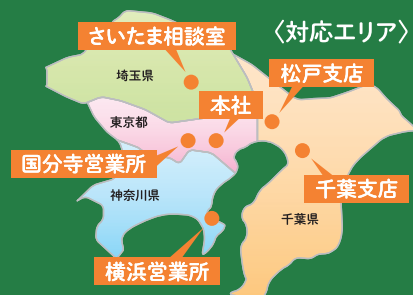 〈対応エリア〉
さいたま相談室
埼玉県
松戸支店
本社
東京都
国分寺営業所
千葉支店
神奈川県
千葉県
横浜営業所